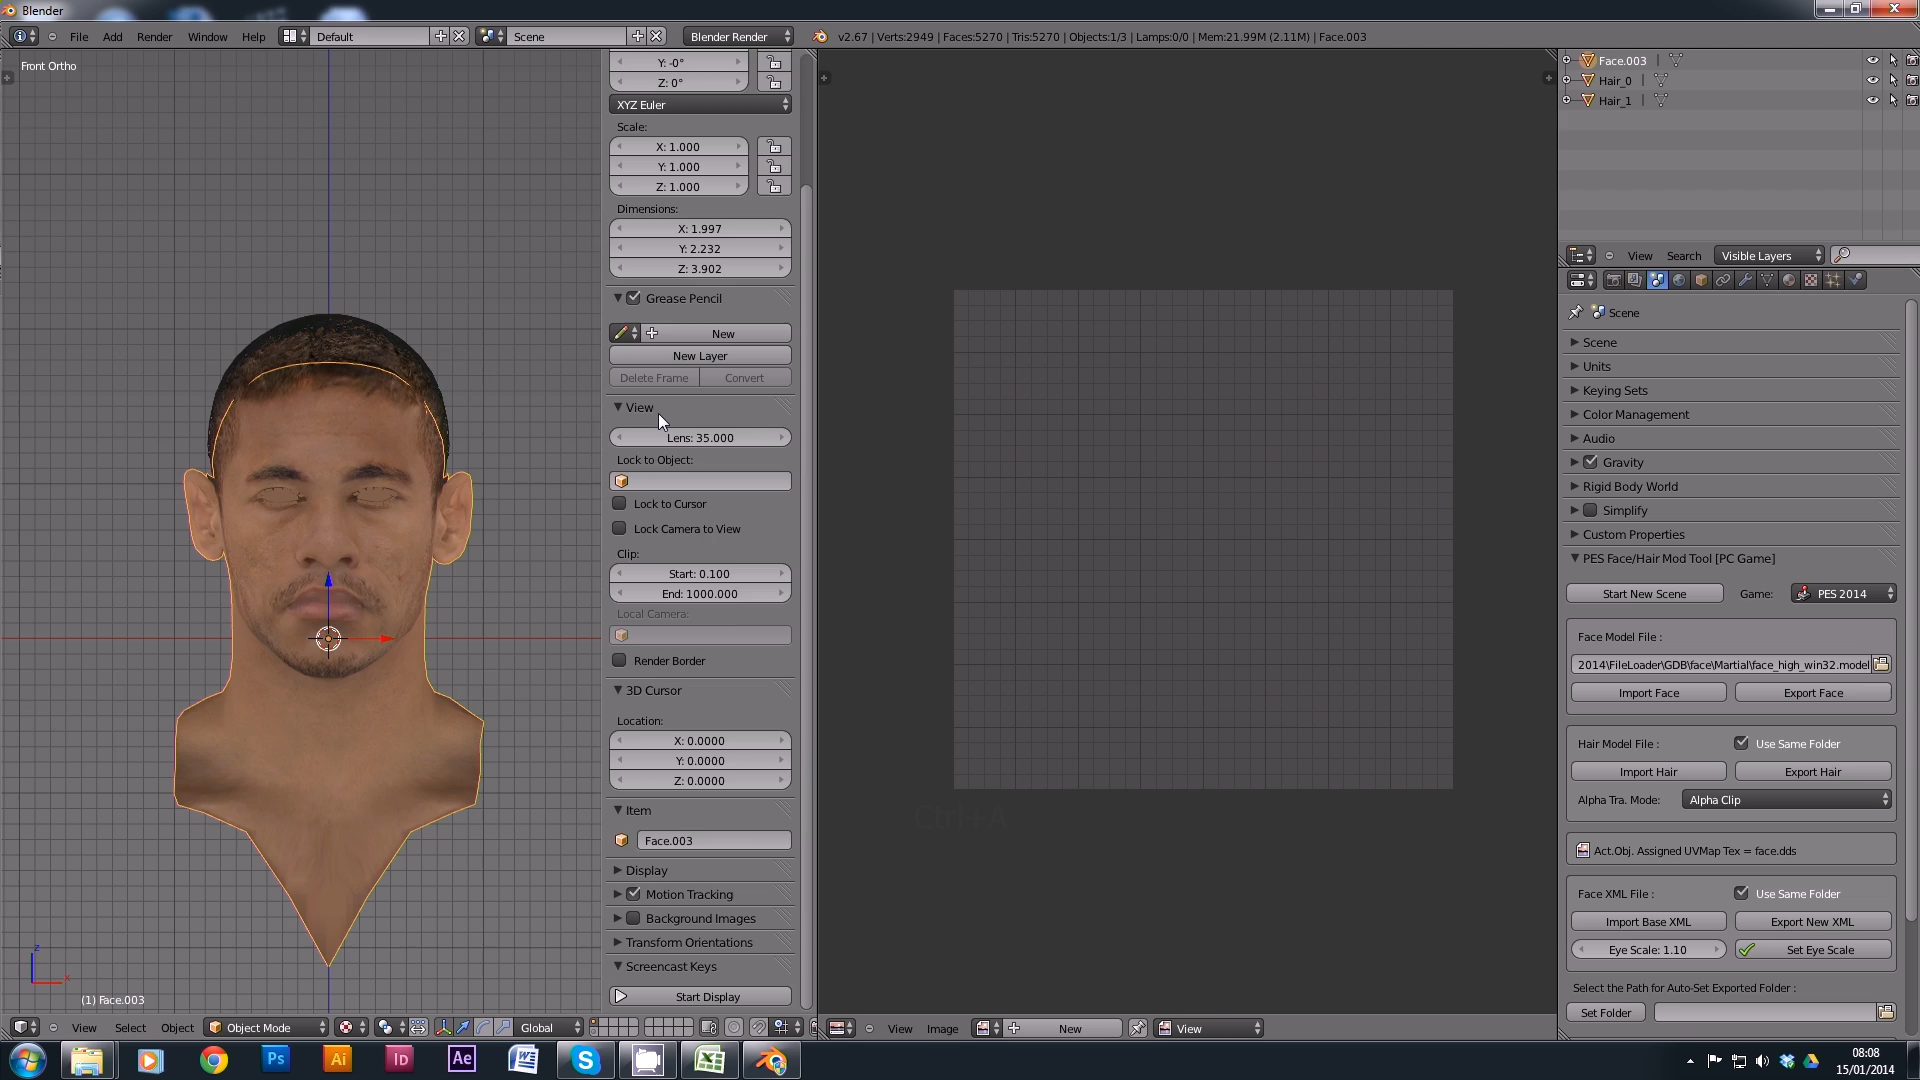 Blender
File Add Render Window Help Default Scene Blender Render v2.67 | Verts:2949 | Faces:5270 | Tris:5270 | Objects:1/3 | Lamps:0/0 | Mem:21.99M (2.11M) | Face.003
Front Ortho
Y: -0°
Z: 0°
XYZ Euler
Scale:
X: 1.000
Y: 1.000
Z: 1.000
Dimensions:
X: 1.997
Y: 2.232
Z: 3.902
Grease Pencil
New
New Layer
Delete Frame Convert
View
Lens: 35.000
Lock to Object:
Lock to Cursor
Lock Camera to View
Clip:
Start: 0.100
End: 1000.000
Local Camera:
Render Border
3D Cursor
Location:
X: 0.0000
Y: 0.0000
Z: 0.0000
Item
Face.003
Display
Motion Tracking
Background Images
Transform Orientations
Screencast Keys
Start Display
z
x
(1) Face.003
View Select Object Object Mode Global
Ctrl+A
View Image New View
Face.003
Hair_0
Hair_1
View Search Visible Layers
Scene
Scene
Units
Keying Sets
Color Management
Audio
Gravity
Rigid Body World
Simplify
Custom Properties
PES Face/Hair Mod Tool [PC Game]
Start New Scene Game: PES 2014
Face Model File :
2014\FileLoader\GDB\face\Martial\face_high_win32.model
Import Face Export Face
Hair Model File : Use Same Folder
Import Hair Export Hair
Alpha Tra. Mode: Alpha Clip
Act.Obj. Assigned UVMap Tex = face.dds
Face XML File : Use Same Folder
Import Base XML Export New XML
Eye Scale: 1.10 Set Eye Scale
Select the Path for Auto-Set Exported Folder :
Set Folder
Ps Ai Id Ae W S X
08:08
15/01/2014